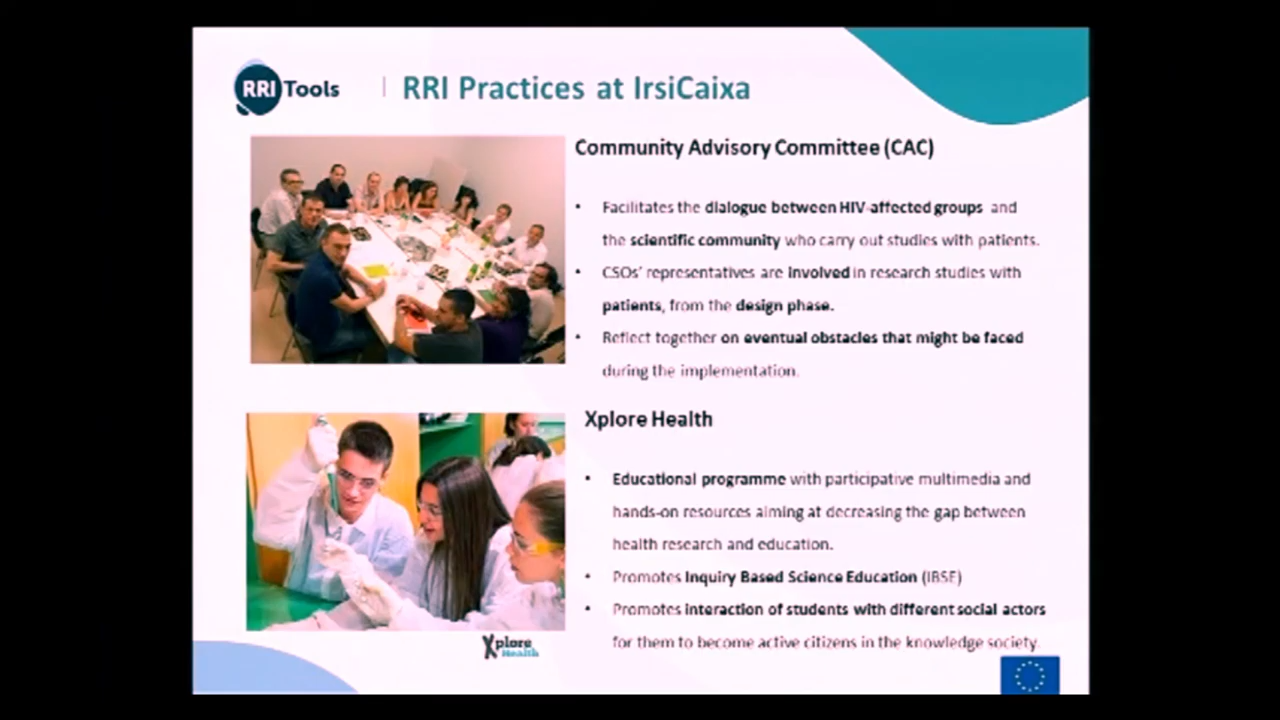 RRI Tools
RRI Practices at IrsiCaixa
Community Advisory Committee (CAC)
• Facilitates the dialogue between HIV-affected groups and
the scientific community who carry out studies with patients.
• CSOs' representatives are involved in research studies with
patients, from the design phase.
• Reflect together on eventual obstacles that might be faced
during the implementation.
Xplore Health
• Educational programme with participative multimedia and
hands-on resources aiming at decreasing the gap between
health research and education.
• Promotes Inquiry Based Science Education (IBSE)
• Promotes interaction of students with different social actors
for them to become active citizens in the knowledge society.
Xplore
Health